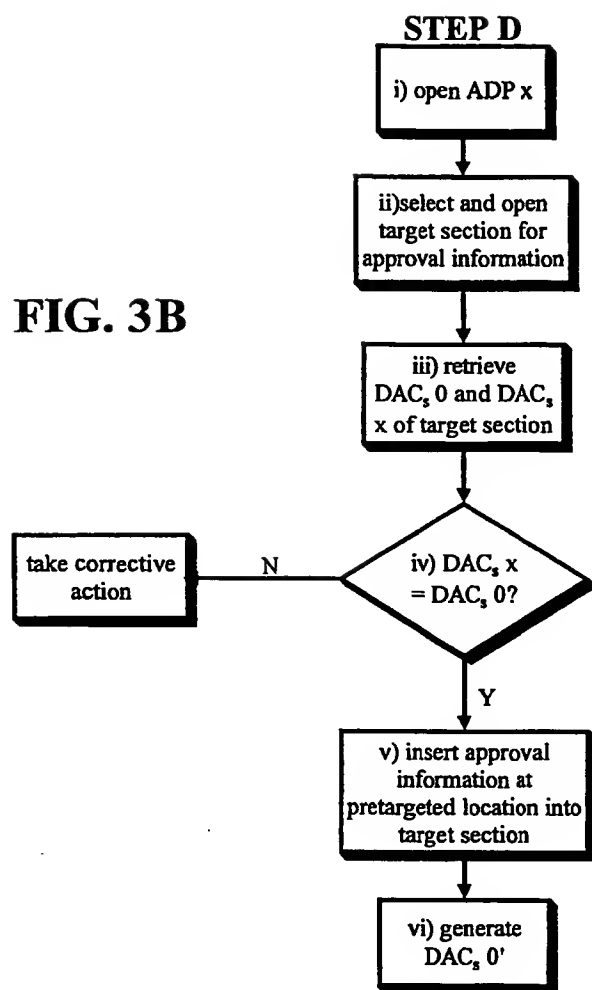 STEP D
i) open ADP x
ii)select and open
target section for
approval information
FIG. 3B
iii) retrieve
DACₛ 0 and DACₛ
x of target section
take corrective
action
N
iv) DACₛ x
= DACₛ 0?
Y
v) insert approval
information at
pretargeted location into
target section
vi) generate
DACₛ 0'